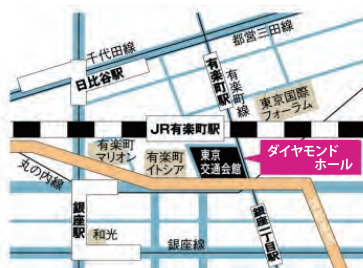 千代田線
都営三田線
日比谷駅
有楽町駅
有楽町線
東京国際
フォーラム
JR有楽町駅
有楽町
マリオン
有楽町
イトシア
東京
交通会館
ダイヤモンド
ホール
丸の内線
銀座駅
和光
銀座線
銀座一丁目駅